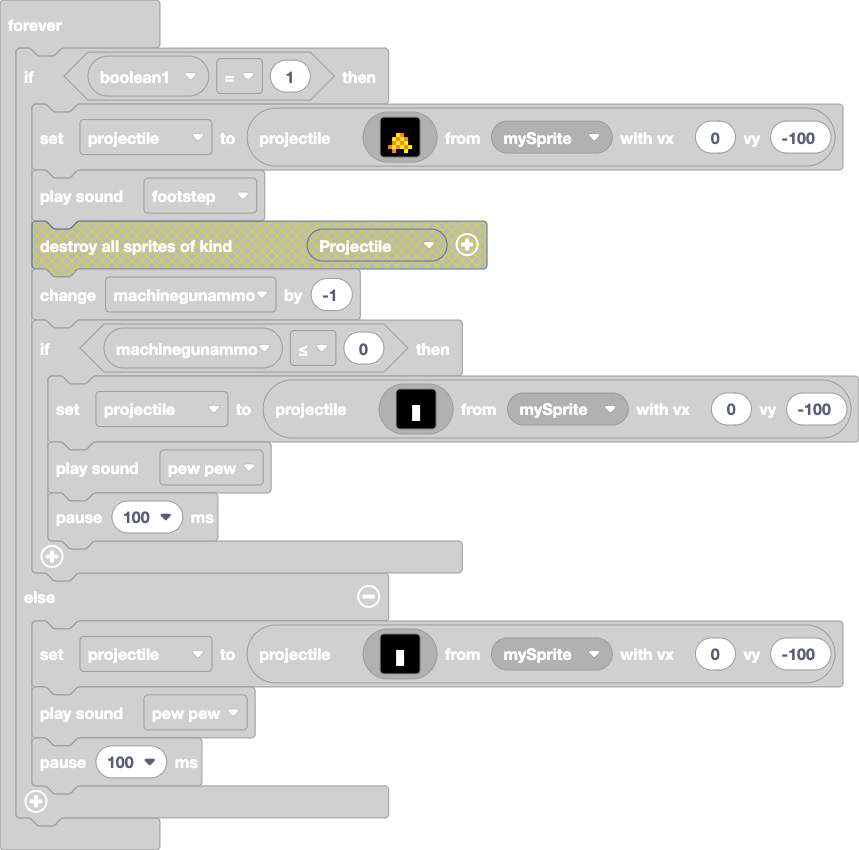 forever
if boolean1 = 1 then
set projectile to projectile from mySprite with vx 0 vy -100
play sound footstep
destroy all sprites of kind Projectile
change machinegunammo by -1
if machinegunammo ≤ 0 then
set projectile to projectile from mySprite with vx 0 vy -100
play sound pew pew
pause 100 ms
else
set projectile to projectile from mySprite with vx 0 vy -100
play sound pew pew
pause 100 ms